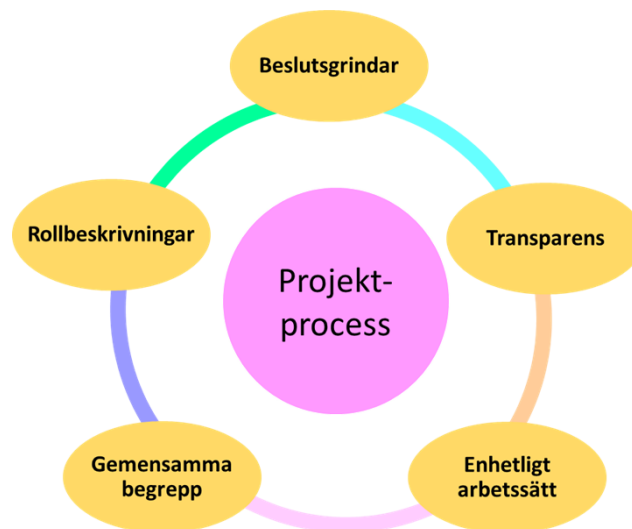 Beslutsgrindar
Transparens
Enhetligt
arbetssätt
Gemensamma
begrepp
Rollbeskrivningar
Projekt-
process